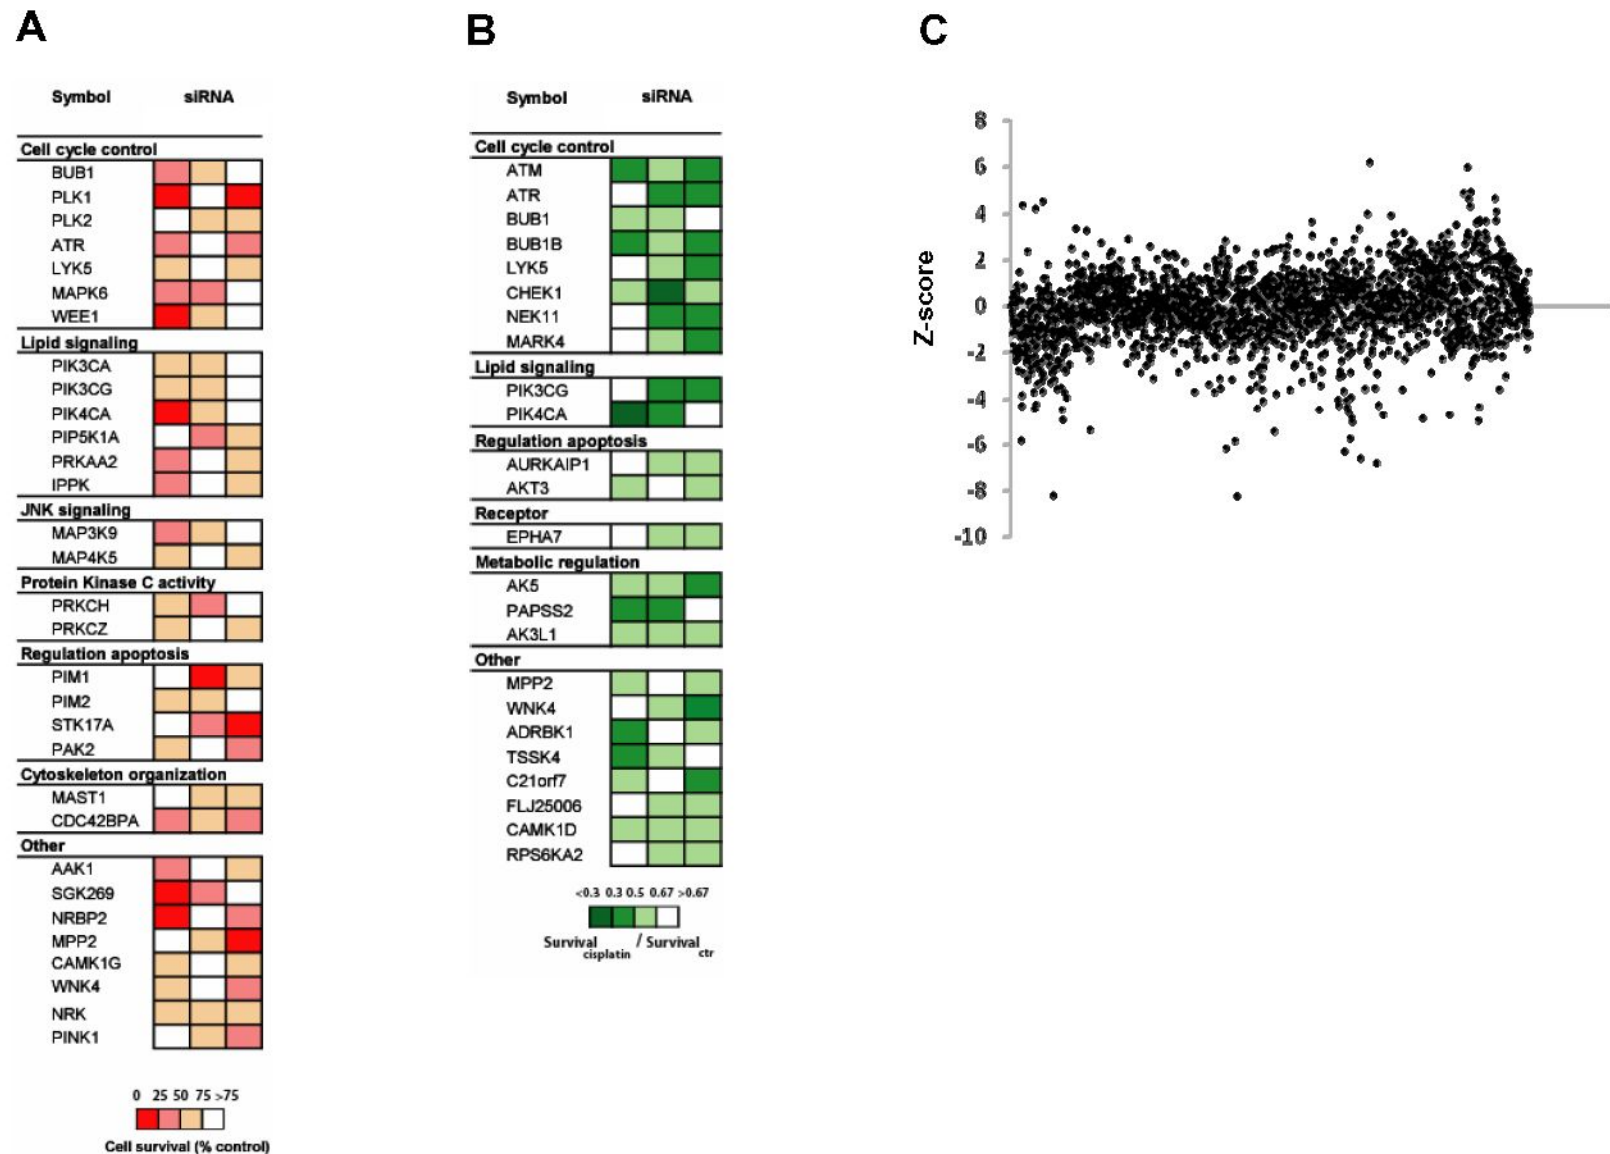 A
Symbol siRNA
Cell cycle control
BUB1
PLK1
PLK2
ATR
LYK5
MAPK6
WEE1
Lipid signaling
PIK3CA
PIK3CG
PIK4CA
PIP5K1A
PRKAA2
IPPK
JNK signaling
MAP3K9
MAP4K5
Protein Kinase C activity
PRKCH
PRKCZ
Regulation apoptosis
PIM1
PIM2
STK17A
PAK2
Cytoskeleton organization
MAST1
CDC42BPA
Other
AAK1
SGK269
NRBP2
MPP2
CAMK1G
WNK4
NRK
PINK1
0 25 50 75 >75
Cell survival (% control)
B
Symbol siRNA
Cell cycle control
ATM
ATR
BUB1
BUB1B
LYK5
CHEK1
NEK11
MARK4
Lipid signaling
PIK3CG
PIK4CA
Regulation apoptosis
AURKAIP1
AKT3
Receptor
EPHA7
Metabolic regulation
AK5
PAPSS2
AK3L1
Other
MPP2
WNK4
ADRBK1
TSSK4
C21orf7
FLJ25006
CAMK1D
RPS6KA2
<0.3 0.3 0.5 0.67 >0.67
Survival cisplatin / Survival ctr
C
Z-score
8
6
4
2
0
-2
-4
-6
-8
-10